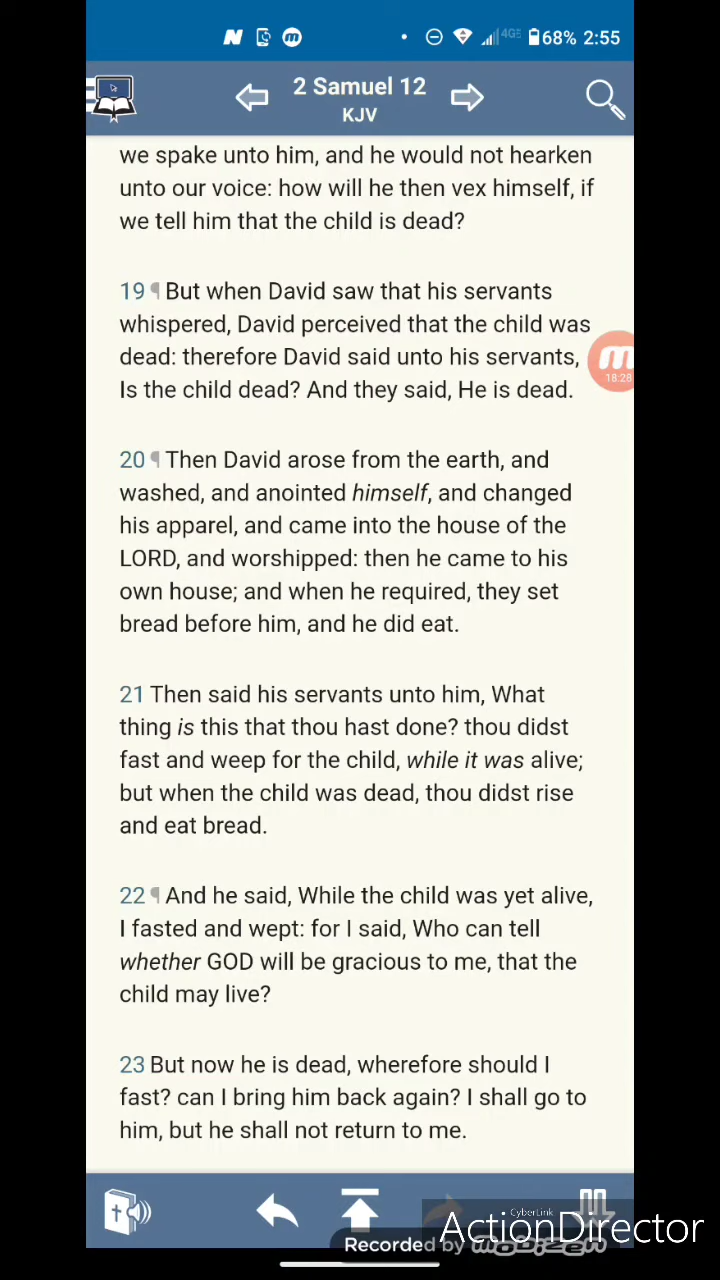 N m 4G 68% 2:55
2 Samuel 12
KJV
we spake unto him, and he would not hearken
unto our voice: how will he then vex himself, if
we tell him that the child is dead?
19 ¶ But when David saw that his servants
whispered, David perceived that the child was
dead: therefore David said unto his servants,
Is the child dead? And they said, He is dead.
m
18:28
20 ¶ Then David arose from the earth, and
washed, and anointed himself, and changed
his apparel, and came into the house of the
LORD, and worshipped: then he came to his
own house; and when he required, they set
bread before him, and he did eat.
21 Then said his servants unto him, What
thing is this that thou hast done? thou didst
fast and weep for the child, while it was alive;
but when the child was dead, thou didst rise
and eat bread.
22 ¶ And he said, While the child was yet alive,
I fasted and wept: for I said, Who can tell
whether GOD will be gracious to me, that the
child may live?
23 But now he is dead, wherefore should I
fast? can I bring him back again? I shall go to
him, but he shall not return to me.
CyberLink
ActionDirector
Recorded by mobizen